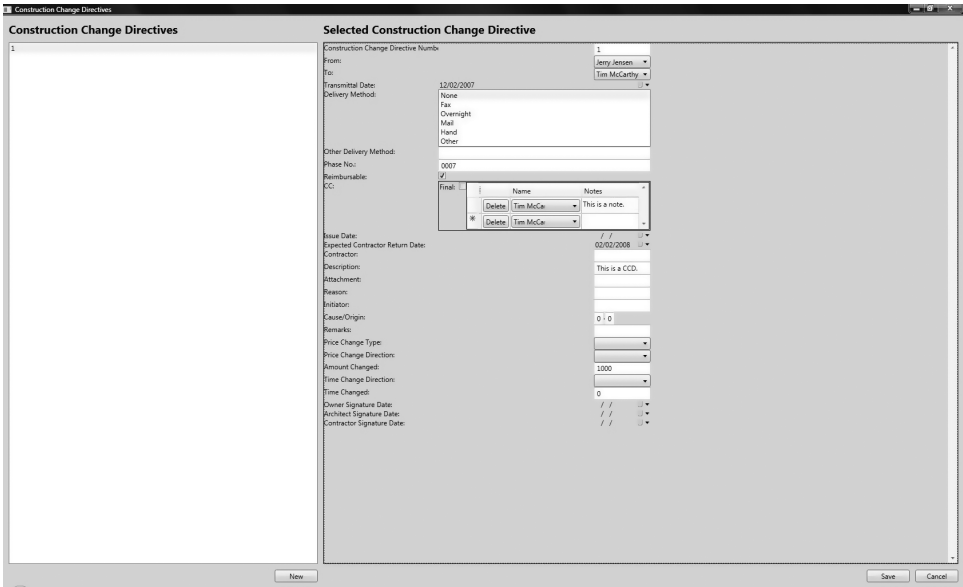 Construction Change Directives
Construction Change Directives
Selected Construction Change Directive
1
Construction Change Directive Numbe
1
From:
Jerry Jensen
To:
Tim McCarthy
Transmittal Date:
12/02/2007
Delivery Method:
None
Fax
Overnight
Mail
Hand
Other
Other Delivery Method:
Phase No.:
0007
Reimbursable:
CC:
Final:
Name
Notes
Delete
Tim McCa
This is a note.
*
Delete
Tim McCa
Issue Date:
/ /
Expected Contractor Return Date:
02/02/2008
Contractor:
Description:
This is a CCD.
Attachment:
Reason:
Initiator:
Cause/Origin:
0 - 0
Remarks:
Price Change Type:
Price Change Direction:
Amount Changed:
1000
Time Change Direction:
Time Changed:
0
Owner Signature Date:
/ /
Architect Signature Date:
/ /
Contractor Signature Date:
/ /
New
Save
Cancel